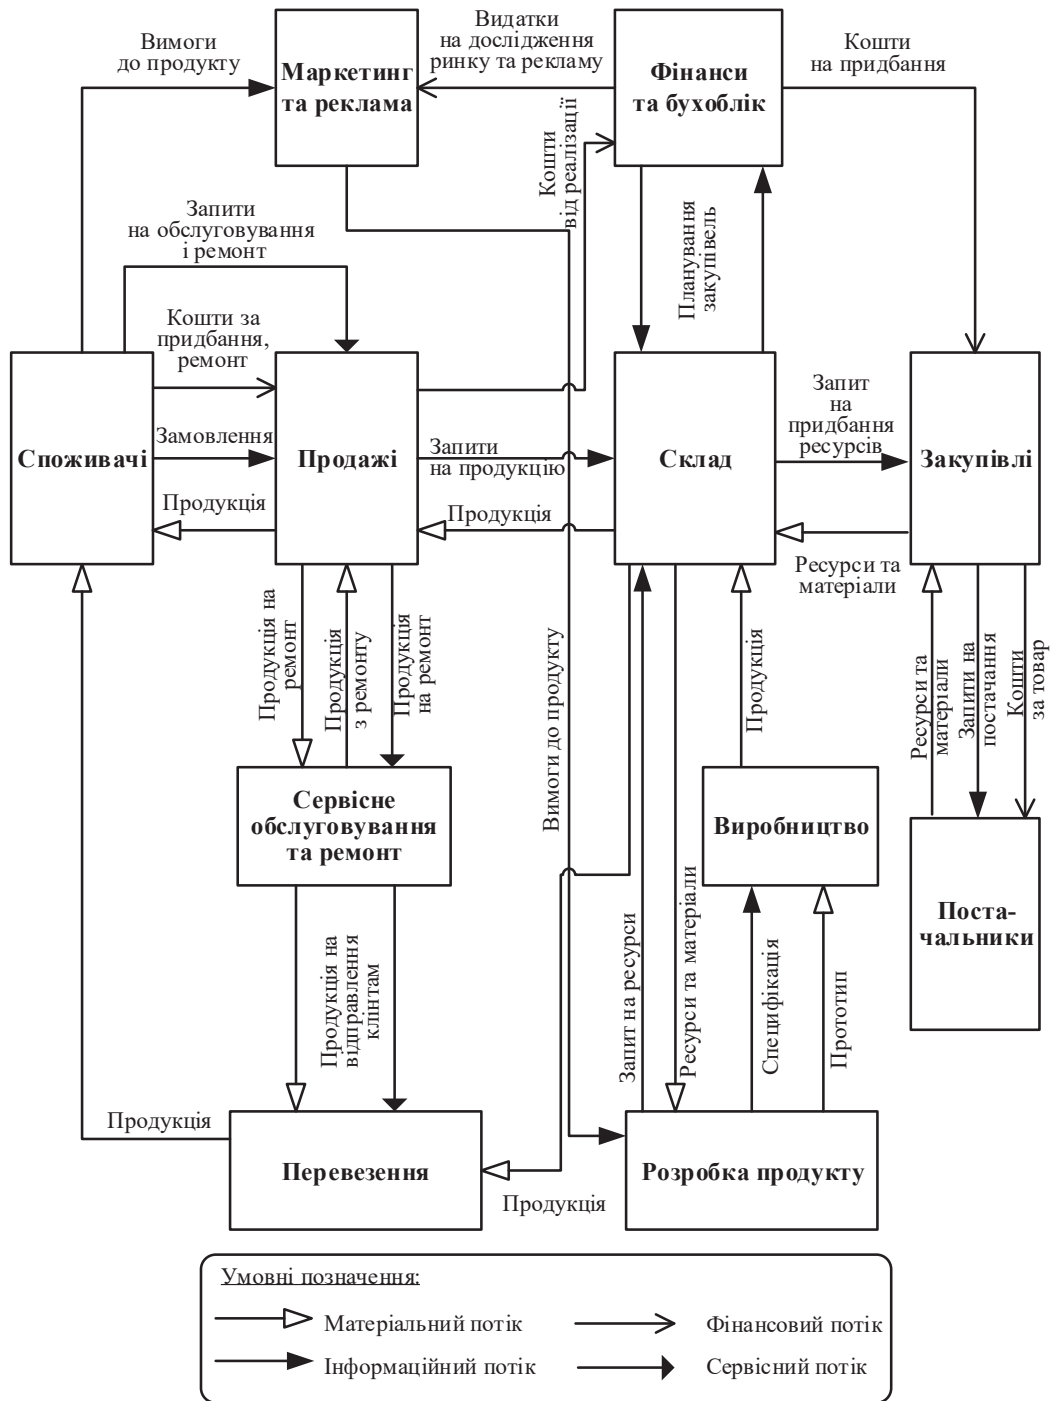 Вимоги
до продукту
Маркетинг
та реклама
Видатки
на дослідження
ринку та рекламу
Фінанси
та бухоблік
Кошти
на придбання
Запити
на обслуговування
і ремонт
Кошти
від реалізації
Планування
закупівель
Кошти за
придбання,
ремонт
Замовлення
Продукція
Споживачі
Продажі
Запити
на продукцію
Продукція
Склад
Запит
на
придбання
ресурсів
Закупівлі
Ресурси та
матеріали
Продукція на
ремонт
Продукція
з ремонту
Продукція
на ремонт
Вимоги до продукту
Продукція
Ресурси та
матеріали
Запити на
постачання
Кошти
за товар
Сервісне
обслуговування
та ремонт
Виробництво
Поста-
чальники
Продукція на
відправлення
клінтам
Запит на ресурси
Ресурси та матеріали
Специфікація
Прототип
Продукція
Перевезення
Продукція
Розробка продукту
Умовні позначення:
Матеріальний потік
Фінансовий потік
Інформаційний потік
Сервісний потік